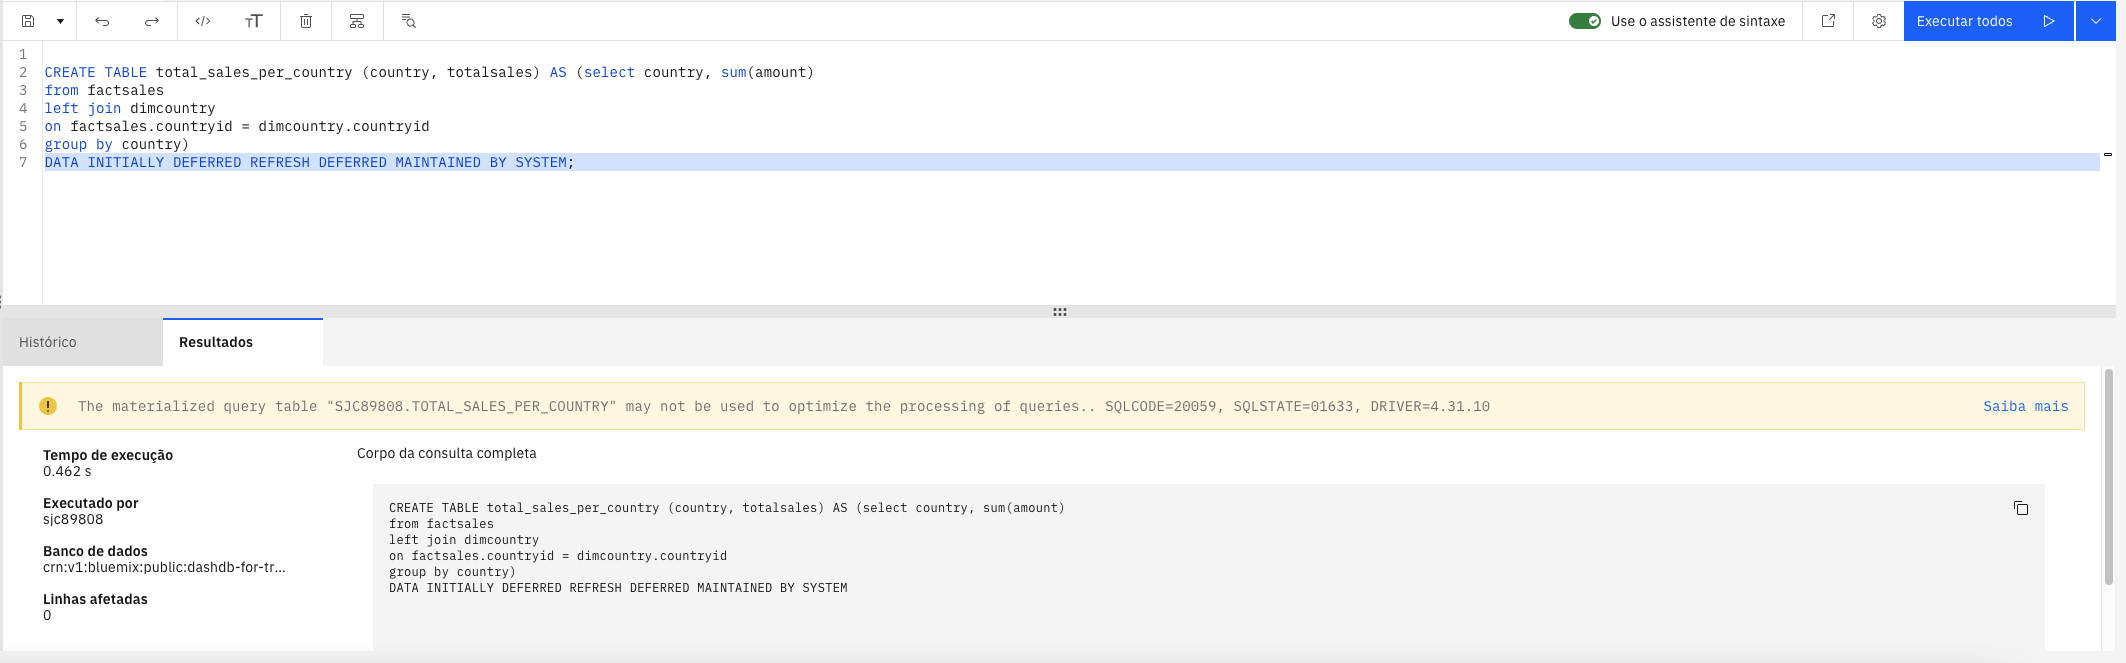 </> TT Use o assistente de sintaxe Executar todos
1
2 CREATE TABLE total_sales_per_country (country, totalsales) AS (select country, sum(amount)
3 from factsales
4 left join dimcountry
5 on factsales.countryid = dimcountry.countryid
6 group by country)
7 DATA INITIALLY DEFERRED REFRESH DEFERRED MAINTAINED BY SYSTEM;
Histórico Resultados
! The materialized query table "SJC89808.TOTAL_SALES_PER_COUNTRY" may not be used to optimize the processing of queries.. SQLCODE=20059, SQLSTATE=01633, DRIVER=4.31.10 Saiba mais
Tempo de execução
0.462 s
Executado por
sjc89808
Banco de dados
crn:v1:bluemix:public:dashdb-for-tr...
Linhas afetadas
0
Corpo da consulta completa
CREATE TABLE total_sales_per_country (country, totalsales) AS (select country, sum(amount)
from factsales
left join dimcountry
on factsales.countryid = dimcountry.countryid
group by country)
DATA INITIALLY DEFERRED REFRESH DEFERRED MAINTAINED BY SYSTEM